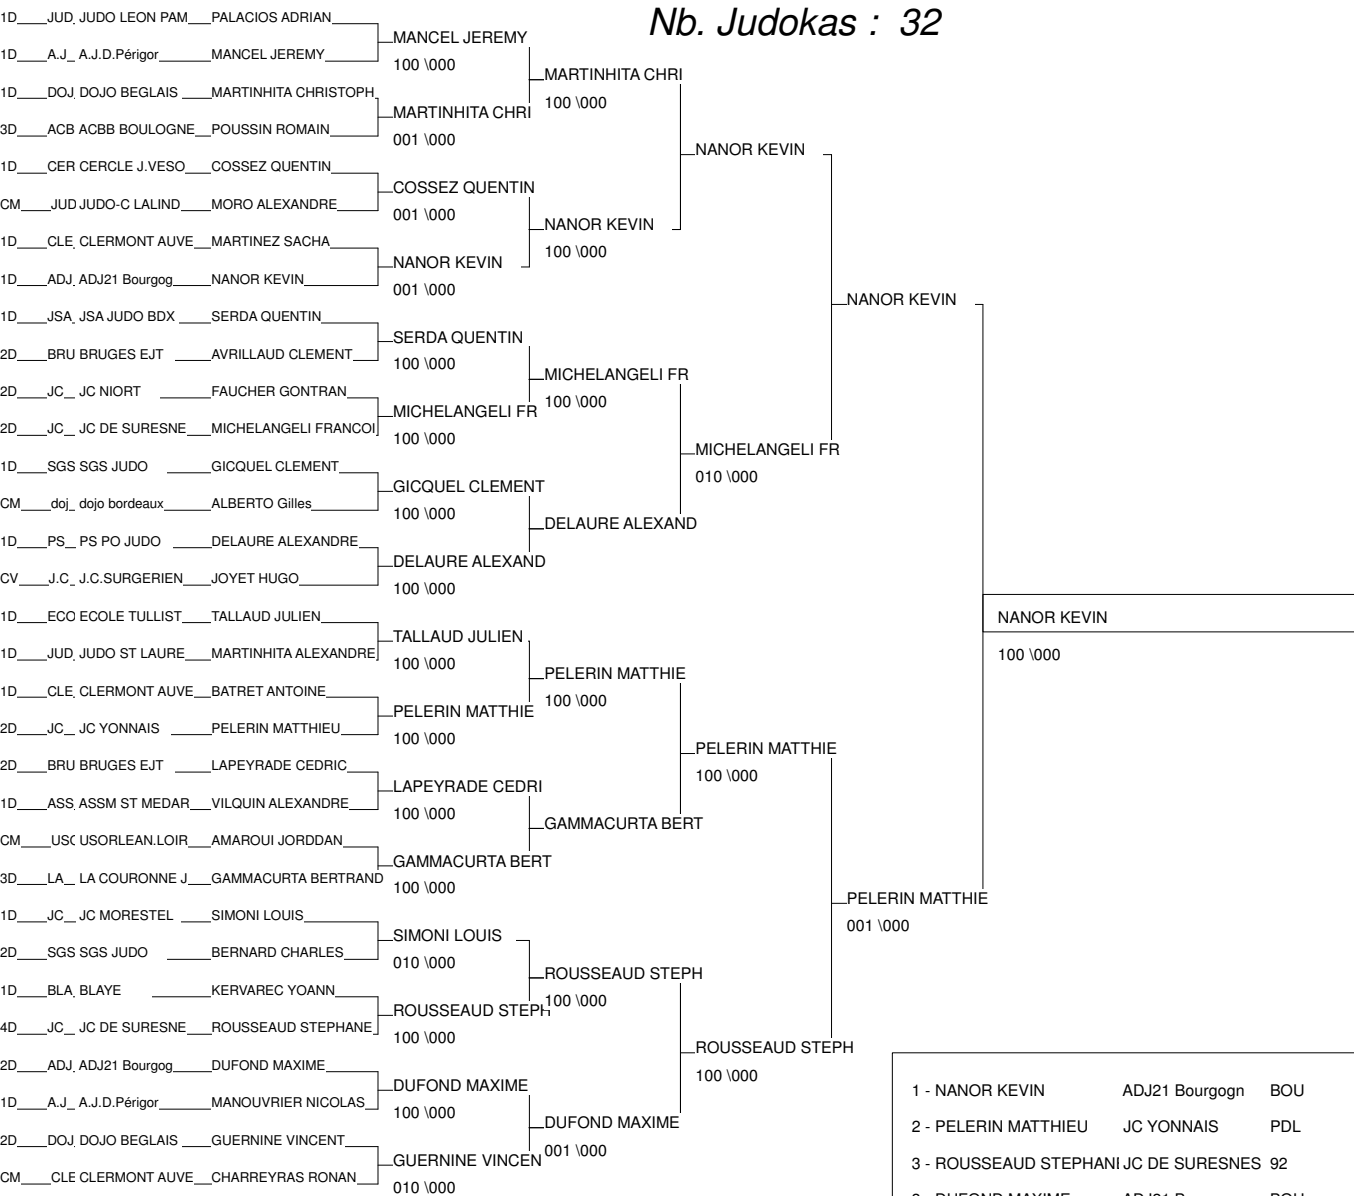 Nb. Judokas : 32
1D JUD JUDO LEON PAM PALACIOS ADRIAN
1D A.J A.J.D.Périgor MANCEL JEREMY
1D DOJ DOJO BEGLAIS MARTINHITA CHRISTOPH
3D ACB ACBB BOULOGNE POUSSIN ROMAIN
1D CER CERCLE J.VESO COSSEZ QUENTIN
CM JUD JUDO-C LALIND MORO ALEXANDRE
1D CLE CLERMONT AUVE MARTINEZ SACHA
1D ADJ ADJ21 Bourgog NANOR KEVIN
1D JSA JSA JUDO BDX SERDA QUENTIN
2D BRU BRUGES EJT AVRILLAUD CLEMENT
2D JC JC NIORT FAUCHER GONTRAN
2D JC JC DE SURESNE MICHELANGELI FRANCOI
1D SGS SGS JUDO GICQUEL CLEMENT
CM doj dojo bordeaux ALBERTO Gilles
1D PS PS PO JUDO DELAURE ALEXANDRE
CV J.C J.C.SURGERIEN JOYET HUGO
1D ECO ECOLE TULLIST TALLAUD JULIEN
1D JUD JUDO ST LAURE MARTINHITA ALEXANDRE
1D CLE CLERMONT AUVE BATRET ANTOINE
2D JC JC YONNAIS PELERIN MATTHIEU
2D BRU BRUGES EJT LAPEYRADE CEDRIC
1D ASS ASSM ST MEDAR VILQUIN ALEXANDRE
CM USO USORLEAN.LOIR AMAROUI JORDDAN
3D LA LA COURONNE J GAMMACURTA BERTRAND
1D JC JC MORESTEL SIMONI LOUIS
2D SGS SGS JUDO BERNARD CHARLES
1D BLA BLAYE KERVAREC YOANN
4D JC JC DE SURESNE ROUSSEAUD STEPHANE
2D ADJ ADJ21 Bourgog DUFOND MAXIME
1D A.J A.J.D.Périgor MANOUVRIER NICOLAS
2D DOJ DOJO BEGLAIS GUERNINE VINCENT
CM CLE CLERMONT AUVE CHARREYRAS RONAN
MANCEL JEREMY
100 \000
MARTINHITA CHRI
001 \000
COSSEZ QUENTIN
001 \000
NANOR KEVIN
001 \000
SERDA QUENTIN
100 \000
MICHELANGELI FR
100 \000
GICQUEL CLEMENT
100 \000
DELAURE ALEXAND
100 \000
TALLAUD JULIEN
100 \000
PELERIN MATTHIE
100 \000
LAPEYRADE CEDRI
100 \000
GAMMACURTA BERT
100 \000
SIMONI LOUIS
010 \000
ROUSSEAUD STEPH
100 \000
DUFOND MAXIME
100 \000
GUERNINE VINCEN
010 \000
MARTINHITA CHRI
100 \000
NANOR KEVIN
100 \000
MICHELANGELI FR
100 \000
DELAURE ALEXAND
PELERIN MATTHIE
100 \000
GAMMACURTA BERT
ROUSSEAUD STEPH
100 \000
DUFOND MAXIME
001 \000
NANOR KEVIN
MICHELANGELI FR
010 \000
PELERIN MATTHIE
100 \000
ROUSSEAUD STEPH
100 \000
NANOR KEVIN
PELERIN MATTHIE
001 \000
NANOR KEVIN
100 \000
1 - NANOR KEVIN ADJ21 Bourgogn BOU
2 - PELERIN MATTHIEU JC YONNAIS PDL
3 - ROUSSEAUD STEPHANI JC DE SURESNES 92